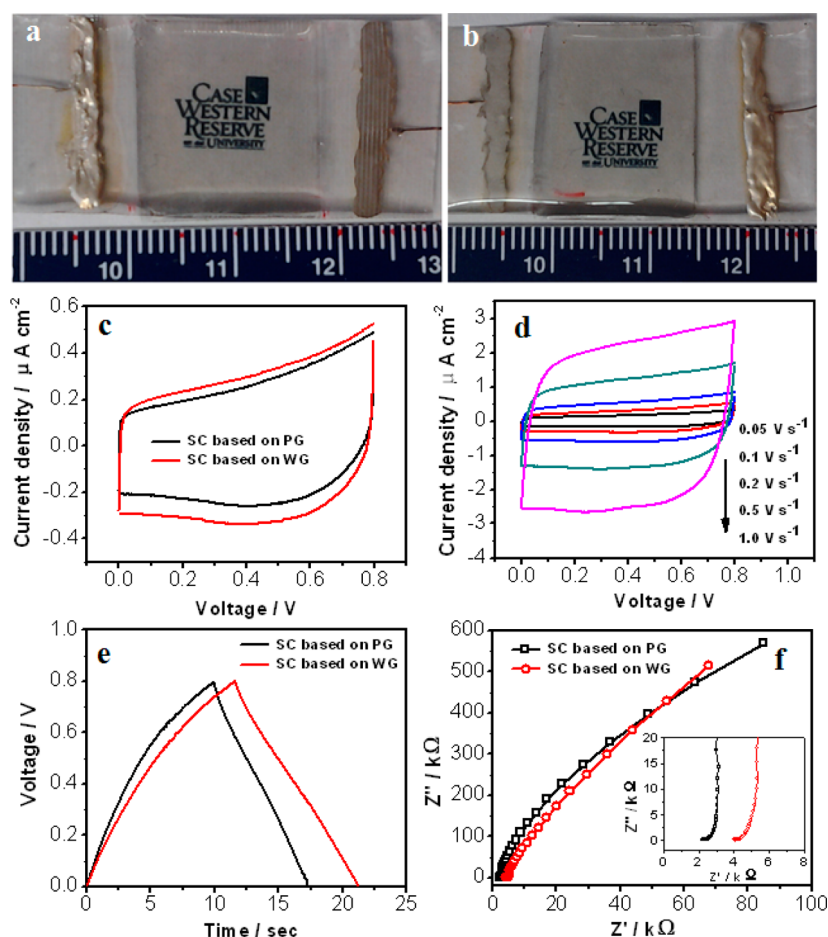 a
CASE
WESTERN
RESERVE
UNIVERSITY
10 11 12 13
b
CASE
WESTERN
RESERVE
UNIVERSITY
10 11 12
c
Current density / μ A cm⁻²
0.6
0.4
0.2
0.0
-0.2
-0.4
SC based on PG
SC based on WG
0.0 0.2 0.4 0.6 0.8
Voltage / V
d
Current density / μ A cm⁻²
3
2
1
0
-1
-2
-3
-4
0.05 V s⁻¹
0.1 V s⁻¹
0.2 V s⁻¹
0.5 V s⁻¹
1.0 V s⁻¹
0.0 0.2 0.4 0.6 0.8 1.0
Voltage / V
e
Voltage / V
1.0
0.8
0.6
0.4
0.2
0.0
SC based on PG
SC based on WG
0 5 10 15 20 25
Time / sec
f
Z'' / kΩ
600
500
400
300
200
100
0
SC based on PG
SC based on WG
Z'' / k Ω
20
15
10
5
0
0 2 4 6 8
Z' / k Ω
0 20 40 60 80 100
Z' / kΩ